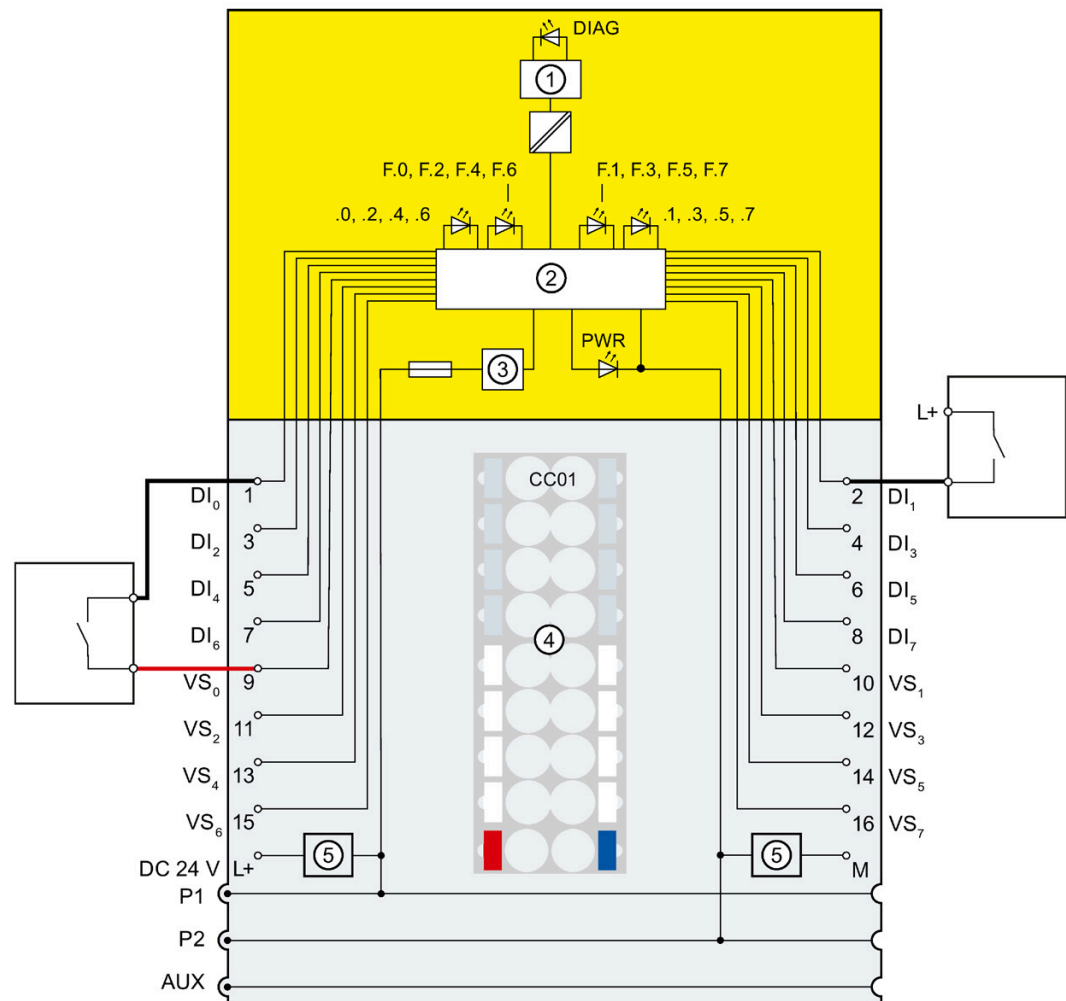 DIAG
1
F.0, F.2, F.4, F.6
F.1, F.3, F.5, F.7
.0, .2, .4, .6
.1, .3, .5, .7
2
PWR
3
L+
CC01
DI₀ 1
2 DI₁
DI₂ 3
4 DI₃
DI₄ 5
6 DI₅
DI₆ 7
8 DI₇
4
VS₀ 9
10 VS₁
VS₂ 11
12 VS₃
VS₄ 13
14 VS₅
VS₆ 15
16 VS₇
DC 24 V L+
5
5
M
P1
P2
AUX